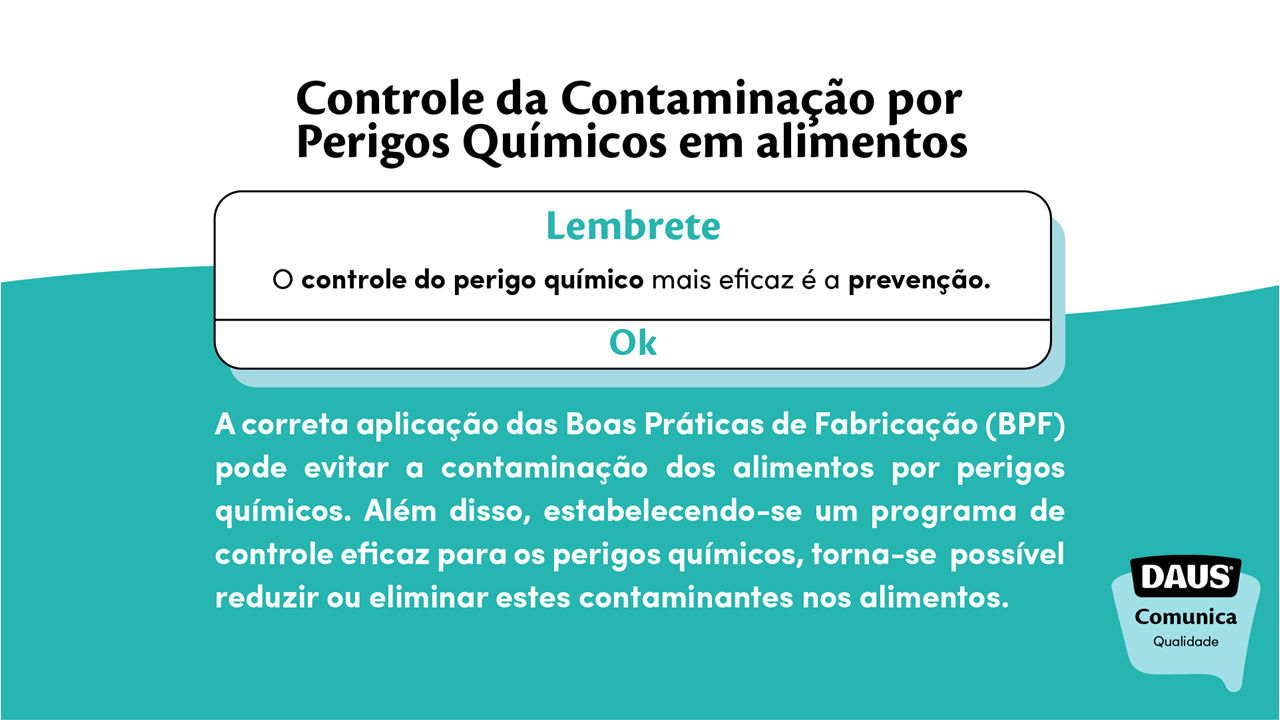 Controle da Contaminação por
Perigos Químicos em alimentos
Lembrete
O controle do perigo químico mais eficaz é a prevenção.
Ok
A correta aplicação das Boas Práticas de Fabricação (BPF)
pode evitar a contaminação dos alimentos por perigos
químicos. Além disso, estabelecendo-se um programa de
controle eficaz para os perigos químicos, torna-se possível
reduzir ou eliminar estes contaminantes nos alimentos.
DAUS®
Comunica
Qualidade